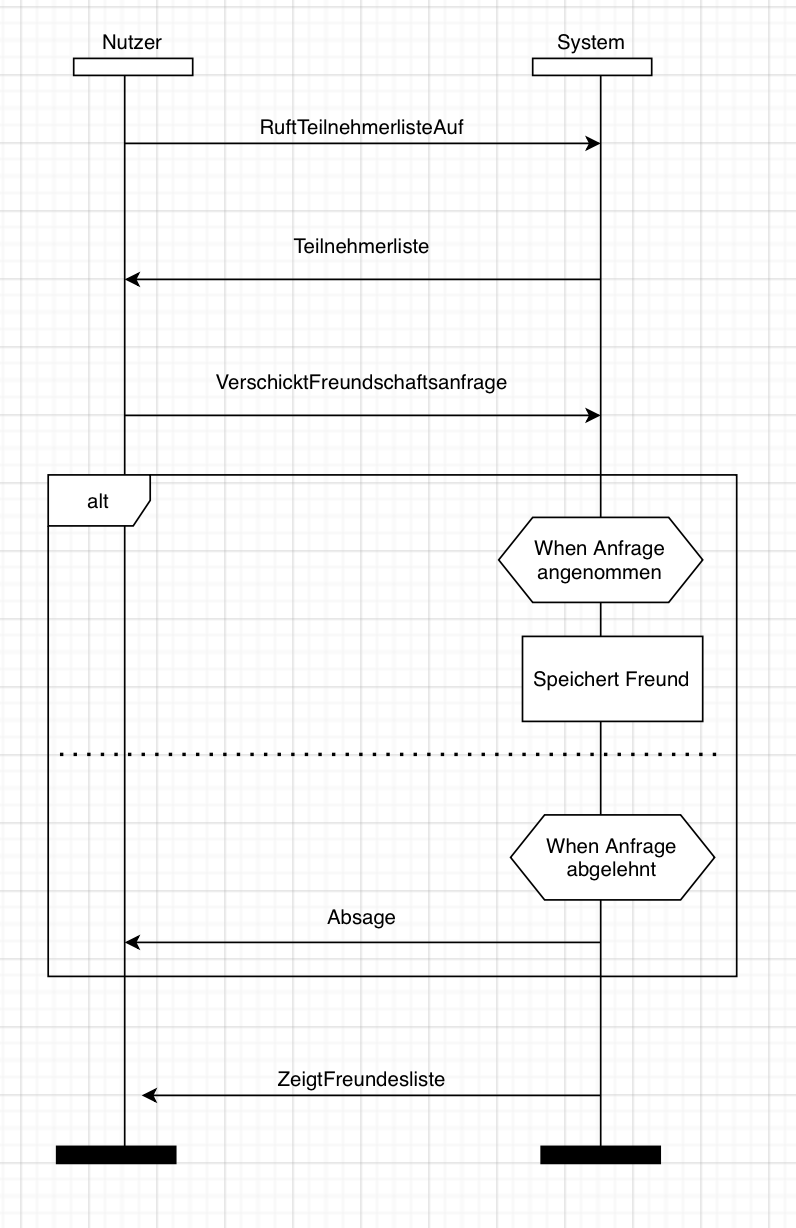 Nutzer
System
RuftTeilnehmerlisteAuf
Teilnehmerliste
VerschicktFreundschaftsanfrage
alt
When Anfrage
angenommen
Speichert Freund
When Anfrage
abgelehnt
Absage
ZeigtFreundesliste